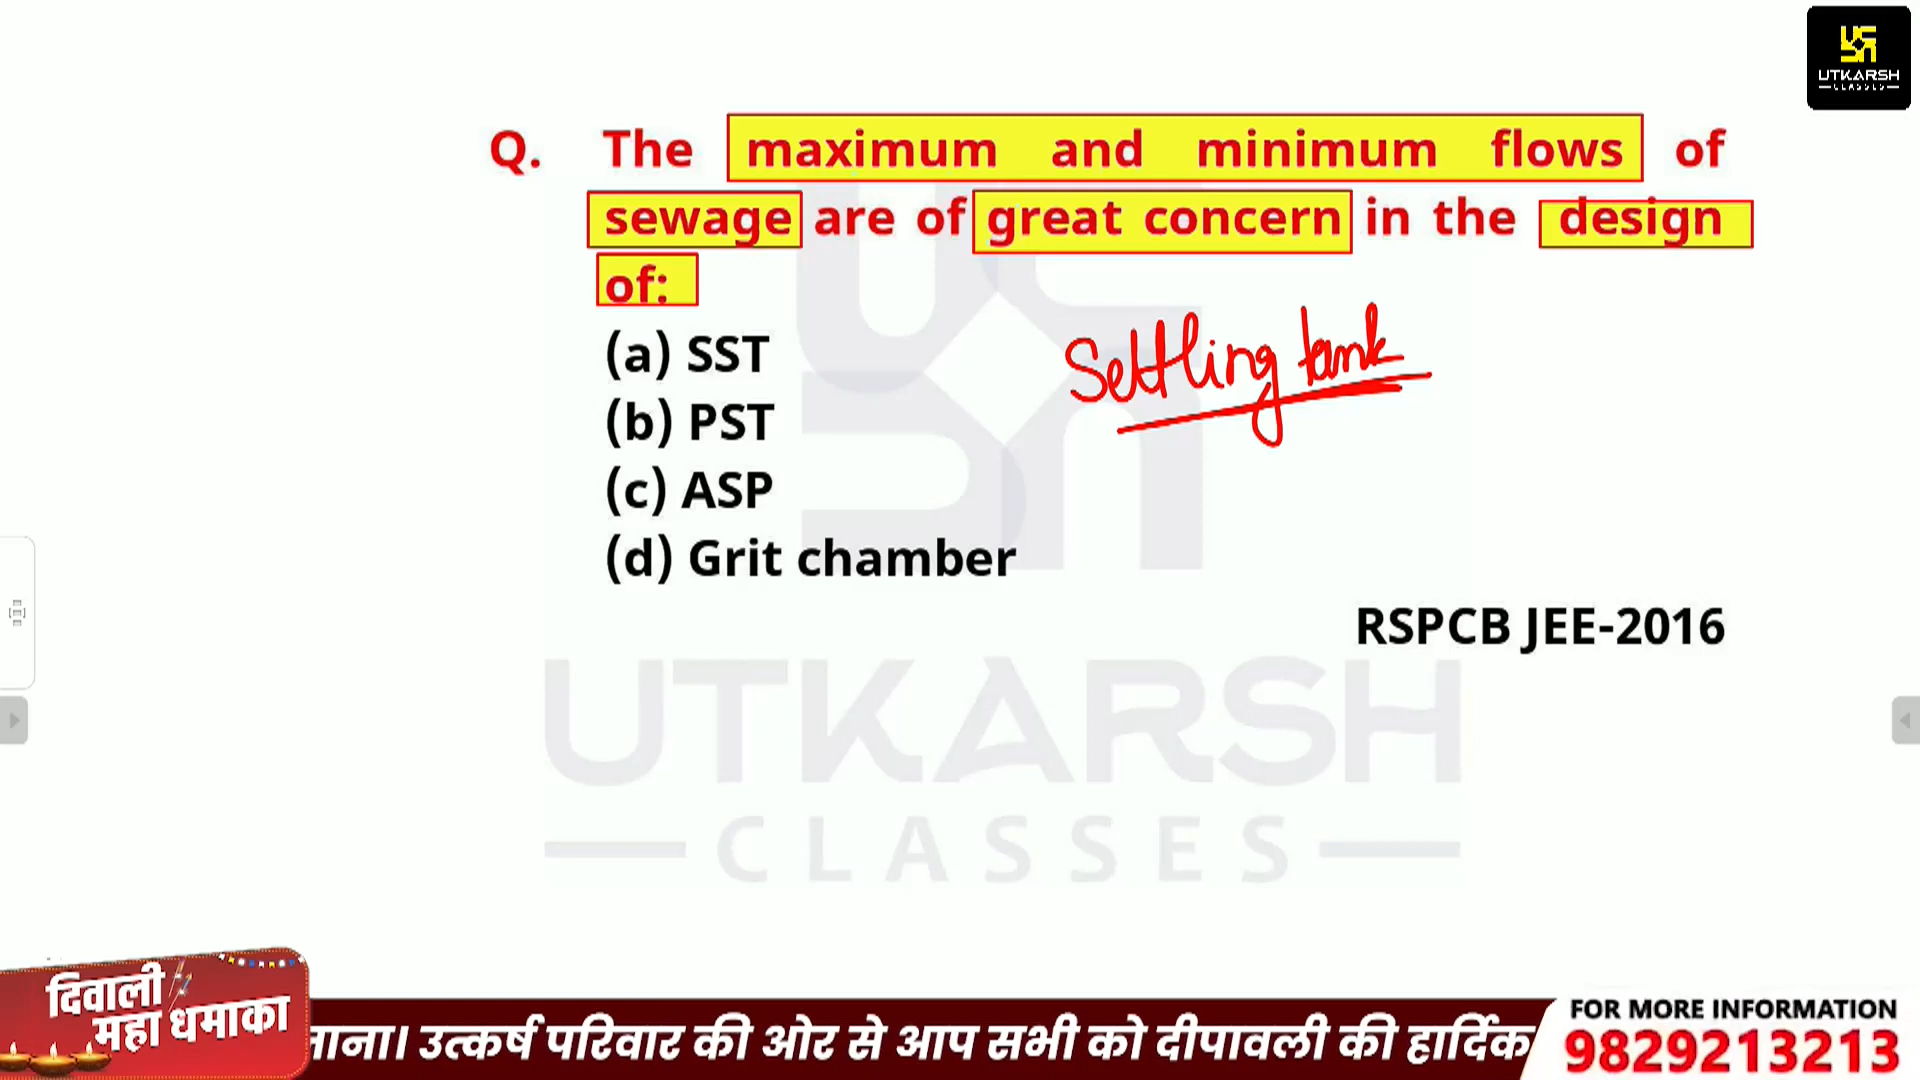 UTKARSH
CLASSES
Q. The maximum and minimum flows of
sewage are of great concern in the design
of:
(a) SST
(b) PST
(c) ASP
(d) Grit chamber
Settling tank
RSPCB JEE-2016
UTKARSH
CLASSES
दिवाली
महा धमाका
नाना। उत्कर्ष परिवार की ओर से आप सभी को दीपावली की हार्दिक
FOR MORE INFORMATION
9829213213